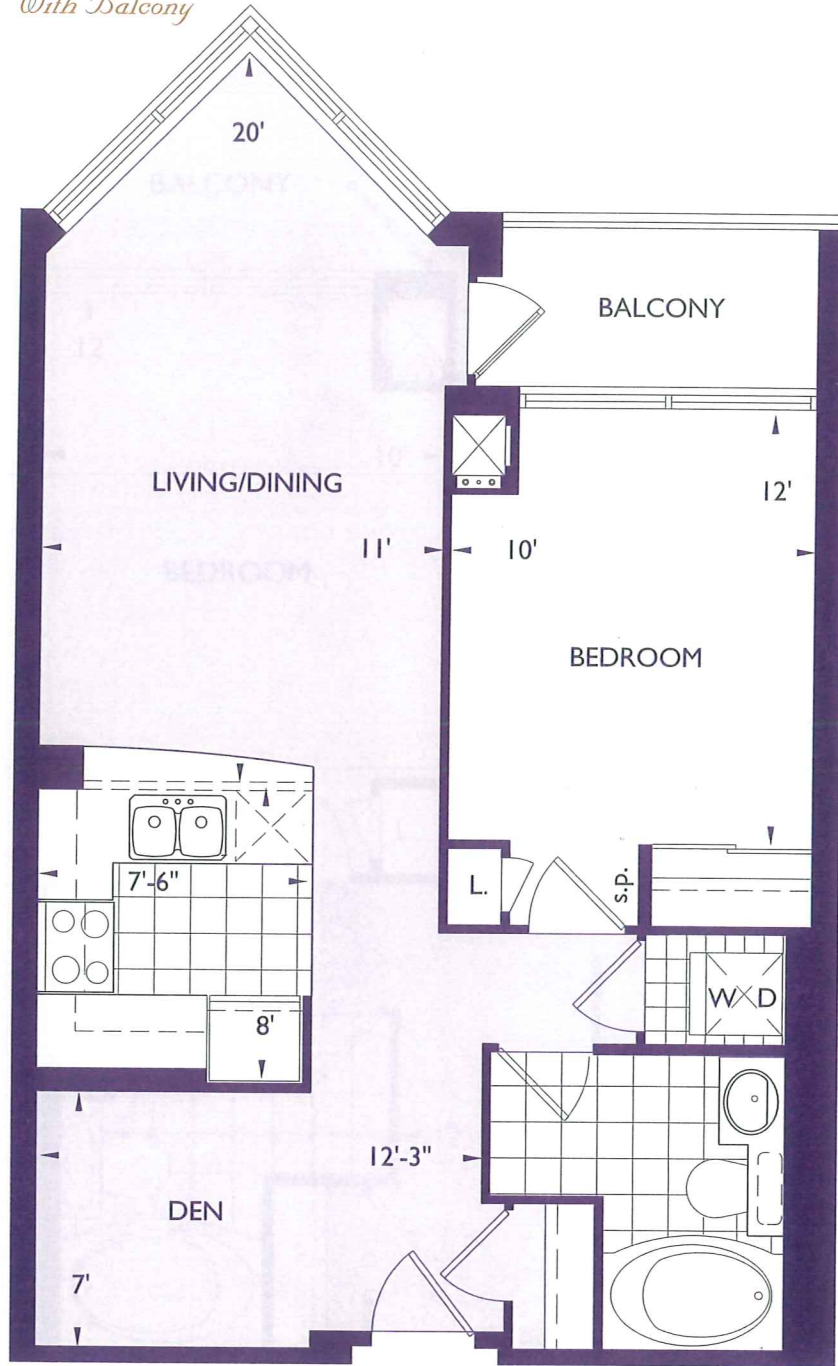 With Balcony
20'
BALCONY
LIVING/DINING
12'
11'
10'
BEDROOM
L.
s.p.
7'-6"
W D
8'
12'-3"
DEN
7'